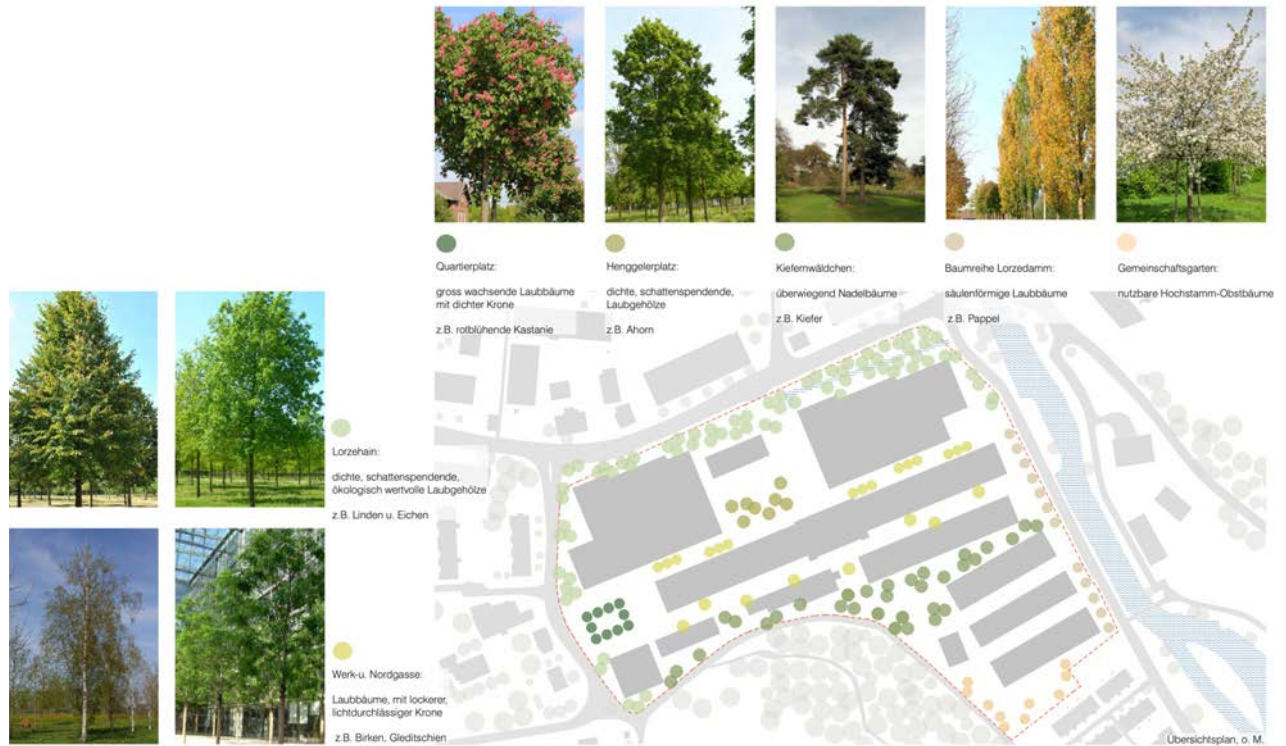 Quartierplatz:
gross wachsende Laubbäume
mit dichter Krone
z.B. rotblühende Kastanie
Henggelerplatz:
dichte, schattenspendende,
Laubgehölze
z.B. Ahorn
Kiefernwäldchen:
überwiegend Nadelbäume
z.B. Kiefer
Baumreihe Lorzedamm:
säulenförmige Laubbäume
z.B. Pappel
Gemeinschaftsgarten:
nutzbare Hochstamm-Obstbäume
Lorzehain:
dichte, schattenspendende,
ökologisch wertvolle Laubgehölze
z.B. Linden u. Eichen
Werk-u. Nordgasse:
Laubbäume, mit lockerer,
lichtdurchlässiger Krone
z.B. Birken, Gleditschien
Übersichtsplan, o. M.